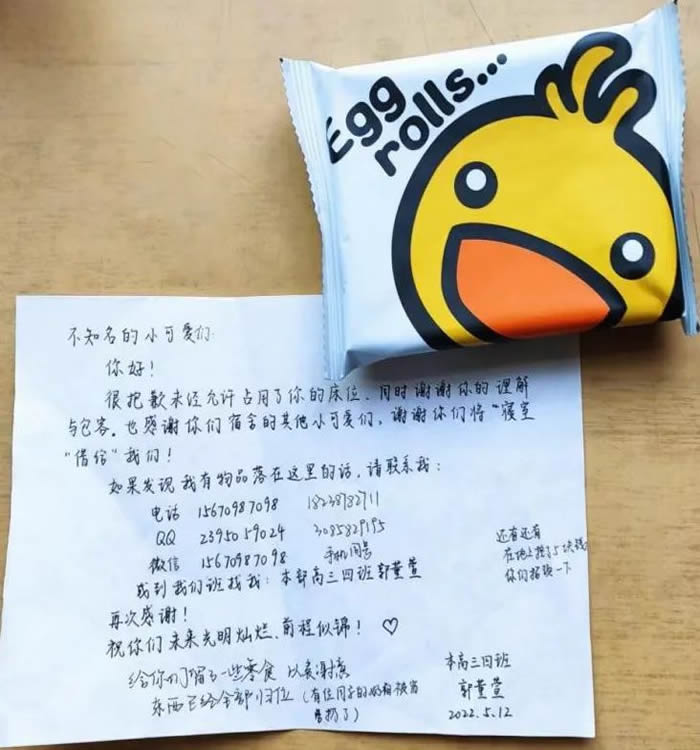 Egg
rolls...
不知名的小可爱们:
你好！
很抱歉未经允许占用了你的床位，同时谢谢你的理解
与包容，也感谢你们宿舍的其他小可爱们，谢谢你们将“寝室
“借给”我们！
如果发现我有物品落在这里的话，请联系我：
电话 15670987098 18238782711
QQ 2395059024 3085829195
微信 15670987098 手机同号
或到我们班找我：本部高三四班郭萱萱
再次感谢！
祝你们未来光明灿烂，前程似锦！♡
还有还有
在地上捡了5块钱
你们招领一下
给你们留了一些零食 以表谢意
东西已经全部归位（有位同子的奶有被
扔了）
本高三四班
郭萱萱
2022.5.12